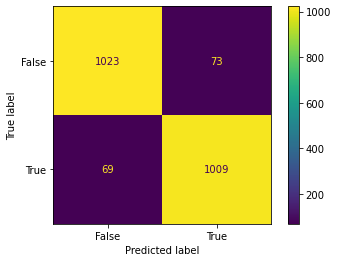 1000
False 1023 73
800
True label
600
400
True 69 1009
200
False True
Predicted label